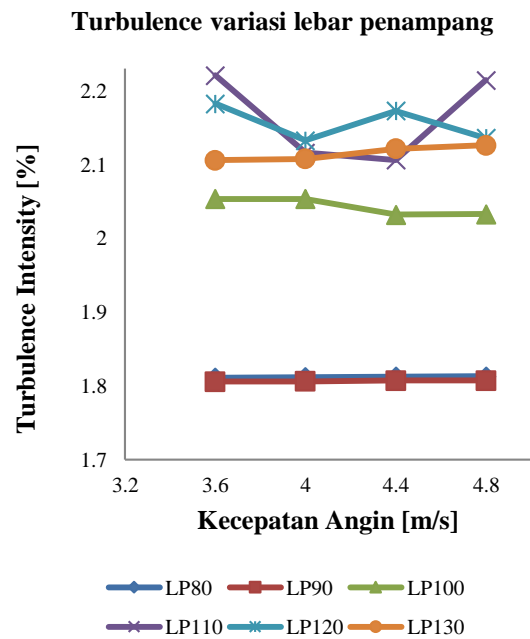 Turbulence variasi lebar penampang
Turbulence Intensity [%]
2.2
2.1
2
1.9
1.8
1.7
3.2 3.6 4 4.4 4.8
Kecepatan Angin [m/s]
LP80 LP90 LP100
LP110 LP120 LP130